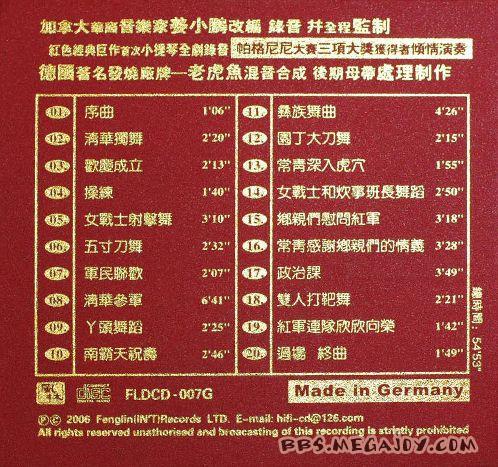 加拿大華裔音樂家姜小鵬改編 錄音 幷全程監制
紅色經典巨作首次小提琴全劇錄音 帕格尼尼大賽三項大獎獲得者傾情演奏
德國著名發燒廠牌—老虎魚混音合成 後期母帶處理制作
01. 序曲 1'06"
02. 清華獨舞 2'20"
03. 歡慶成立 2'13"
04. 操練 1'40"
05. 女戰士射擊舞 3'10"
06. 五寸刀舞 2'32"
07. 軍民聯歡 2'07"
08. 清華參軍 6'41"
09. 丫頭舞蹈 2'25"
10. 南霸天祝壽 2'46"
11. 彝族舞曲 4'26"
12. 園丁大刀舞 2'15"
13. 常青深入虎穴 1'55"
14. 女戰士和炊事班長舞蹈 2'50"
15. 鄉親們慰問紅軍 3'18"
16. 常青感謝鄉親們的情義 3'28"
17. 政治課 3'49"
18. 雙人打靶舞 2'21"
19. 紅軍連隊欣欣向榮 1'42"
20. 過場 終曲 1'49"
總時間：54'53"
COMPACT disc DIGITAL AUDIO
FLDCD-007G
Made in Germany
℗© 2006 Fenglin(INT)Records LTD. E-mail: hifi-cd@126.com
All rights reserved unauthorised and broadcasting of this recording is strictly prohibited
BBS.MEGAJOY.COM